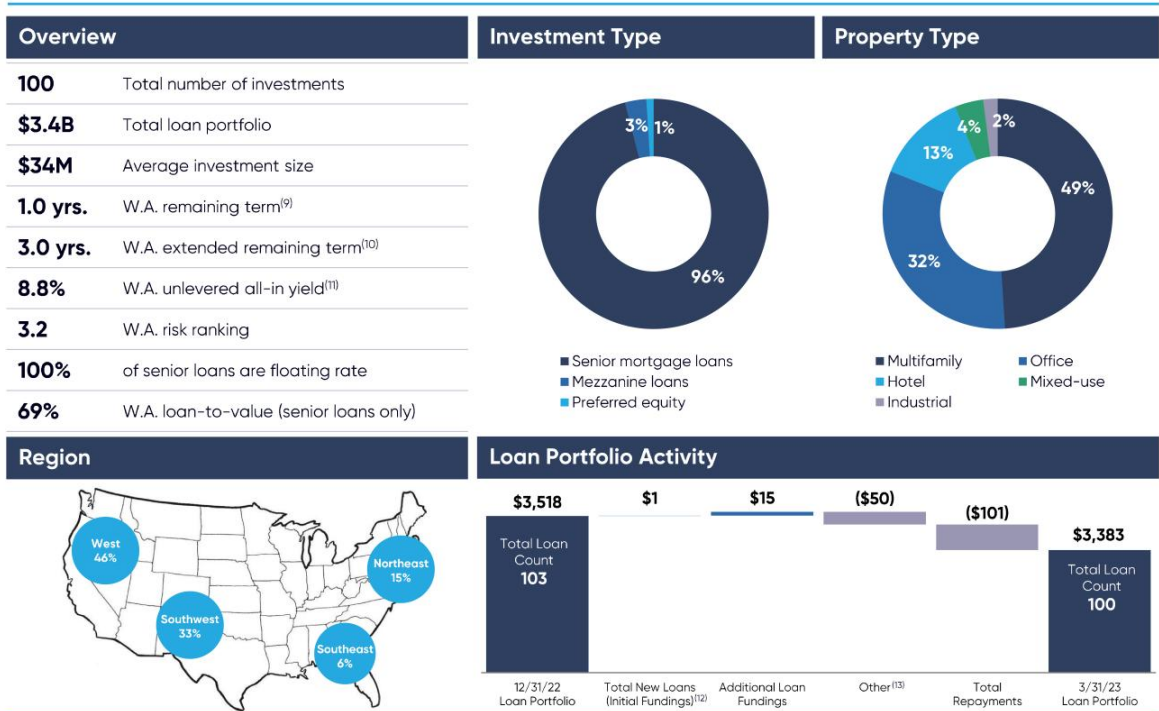 Overview
100 Total number of investments
$3.4B Total loan portfolio
$34M Average investment size
1.0 yrs. W.A. remaining term(9)
3.0 yrs. W.A. extended remaining term(10)
8.8% W.A. unlevered all-in yield(11)
3.2 W.A. risk ranking
100% of senior loans are floating rate
69% W.A. loan-to-value (senior loans only)
Investment Type
3% 1%
96%
Senior mortgage loans
Mezzanine loans
Preferred equity
Property Type
4% 2%
13%
49%
32%
Multifamily Office
Hotel Mixed-use
Industrial
Region
West
46%
Northeast
15%
Southwest
33%
Southeast
6%
Loan Portfolio Activity
$3,518 $1 $15 ($50) ($101) $3,383
Total Loan
Count
103
Total Loan
Count
100
12/31/22
Loan Portfolio
Total New Loans
(Initial Fundings)(12)
Additional Loan
Fundings
Other(13)
Total
Repayments
3/31/23
Loan Portfolio